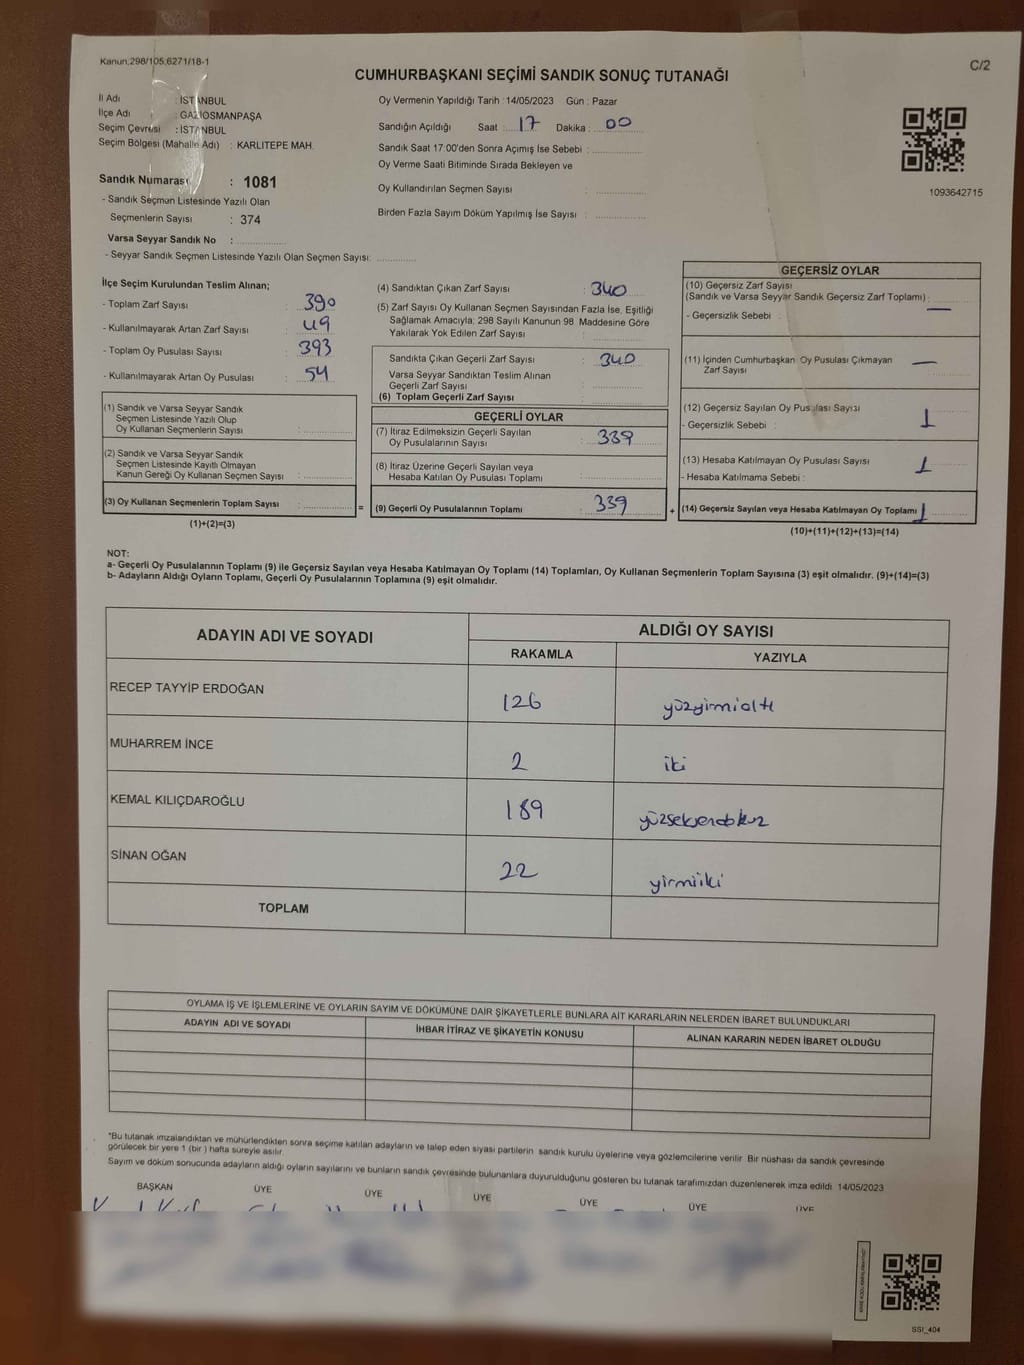 Kanun,298/105;6271/18-1
C/2
CUMHURBAŞKANI SEÇİMİ SANDIK SONUÇ TUTANAĞI
İl Adı : İSTANBUL
İlçe Adı : GAZİOSMANPAŞA
Seçim Çevresi : İSTANBUL
Seçim Bölgesi (Mahalle Adı) : KARLITEPE MAH.
Sandık Numarası : 1081
- Sandık Seçmen Listesinde Yazılı Olan
Seçmenlerin Sayısı : 374
Varsa Seyyar Sandık No :
- Seyyar Sandık Seçmen Listesinde Yazılı Olan Seçmen Sayısı:
Oy Vermenin Yapıldığı Tarih : 14/05/2023 Gün : Pazar
Sandığın Açıldığı Saat : 17 Dakika : 00
Sandık Saat 17:00'den Sonra Açımış İse Sebebi :
Oy Verme Saati Bitiminde Sırada Bekleyen ve
Oy Kullandırılan Seçmen Sayısı :
Birden Fazla Sayım Döküm Yapılmış İse Sayısı :
1093642715
İlçe Seçim Kurulundan Teslim Alınan;
- Toplam Zarf Sayısı : 390
- Kullanılmayarak Artan Zarf Sayısı : 49
- Toplam Oy Pusulası Sayısı : 393
- Kullanılmayarak Artan Oy Pusulası : 54
(1) Sandık ve Varsa Seyyar Sandık
Seçmen Listesinde Yazılı Olup
Oy Kullanan Seçmenlerin Sayısı :
(2) Sandık ve Varsa Seyyar Sandık
Seçmen Listesinde Kayıtlı Olmayan
Kanun Gereği Oy Kullanan Seçmen Sayısı :
(3) Oy Kullanan Seçmenlerin Toplam Sayısı :
(1)+(2)=(3)
=
(4) Sandıktan Çıkan Zarf Sayısı : 340
(5) Zarf Sayısı Oy Kullanan Seçmen Sayısından Fazla İse, Eşitliği
Sağlamak Amacıyla; 298 Sayılı Kanunun 98 Maddesine Göre
Yakılarak Yok Edilen Zarf Sayısı :
Sandıkta Çıkan Geçerli Zarf Sayısı : 340
Varsa Seyyar Sandıktan Teslim Alınan
Geçerli Zarf Sayısı :
(6) Toplam Geçerli Zarf Sayısı :
GEÇERLİ OYLAR
(7) İtiraz Edilmeksizin Geçerli Sayılan
Oy Pusulalarının Sayısı : 339
(8) İtiraz Üzerine Geçerli Sayılan veya
Hesaba Katılan Oy Pusulası Toplamı :
(9) Geçerli Oy Pusulalarının Toplamı : 339
+
GEÇERSİZ OYLAR
(10) Geçersiz Zarf Sayısı
(Sandık ve Varsa Seyyar Sandık Geçersiz Zarf Toplamı) : —
- Geçersizlik Sebebi :
(11) İçinden Cumhurbaşkanı Oy Pusulası Çıkmayan
Zarf Sayısı : —
(12) Geçersiz Sayılan Oy Pusulası Sayısı : 1
- Geçersizlik Sebebi :
(13) Hesaba Katılmayan Oy Pusulası Sayısı : 1
- Hesaba Katılmama Sebebi :
(14) Geçersiz Sayılan veya Hesaba Katılmayan Oy Toplamı : 1
(10)+(11)+(12)+(13)=(14)
NOT:
a- Geçerli Oy Pusulalarının Toplamı (9) ile Geçersiz Sayılan veya Hesaba Katılmayan Oy Toplamı (14) Toplamları, Oy Kullanan Seçmenlerin Toplam Sayısına (3) eşit olmalıdır. (9)+(14)=(3)
b- Adayların Aldığı Oyların Toplamı, Geçerli Oy Pusulalarının Toplamına (9) eşit olmalıdır.
ADAYIN ADI VE SOYADI
ALDIĞI OY SAYISI
RAKAMLA YAZIYLA
RECEP TAYYİP ERDOĞAN 126 yüzyirmialtı
MUHARREM İNCE 2 iki
KEMAL KILIÇDAROĞLU 189 yüzseksendokuz
SİNAN OĞAN 22 yirmiiki
TOPLAM
OYLAMA İŞ VE İŞLEMLERİNE VE OYLARIN SAYIM VE DÖKÜMÜNE DAİR ŞİKAYETLERLE BUNLARA AİT KARARLARIN NELERDEN İBARET BULUNDUKLARI
ADAYIN ADI VE SOYADI İHBAR İTİRAZ VE ŞİKAYETİN KONUSU ALINAN KARARIN NEDEN İBARET OLDUĞU
*Bu tutanak imzalandıktan ve mühürlendikten sonra seçime katılan adayların ve talep eden siyasi partilerin sandık kurulu üyelerine veya gözlemcilerine verilir. Bir nüshası da sandık çevresinde
görülecek bir yere 1 (bir) hafta süreyle asılır.
Sayım ve döküm sonucunda adayların aldığı oyların sayılarını ve bunların sandık çevresinde bulunanlara duyurulduğunu gösteren bu tutanak tarafımızdan düzenlenerek imza edildi. 14/05/2023
BAŞKAN ÜYE ÜYE ÜYE ÜYE ÜYE ÜYE
SSI_404